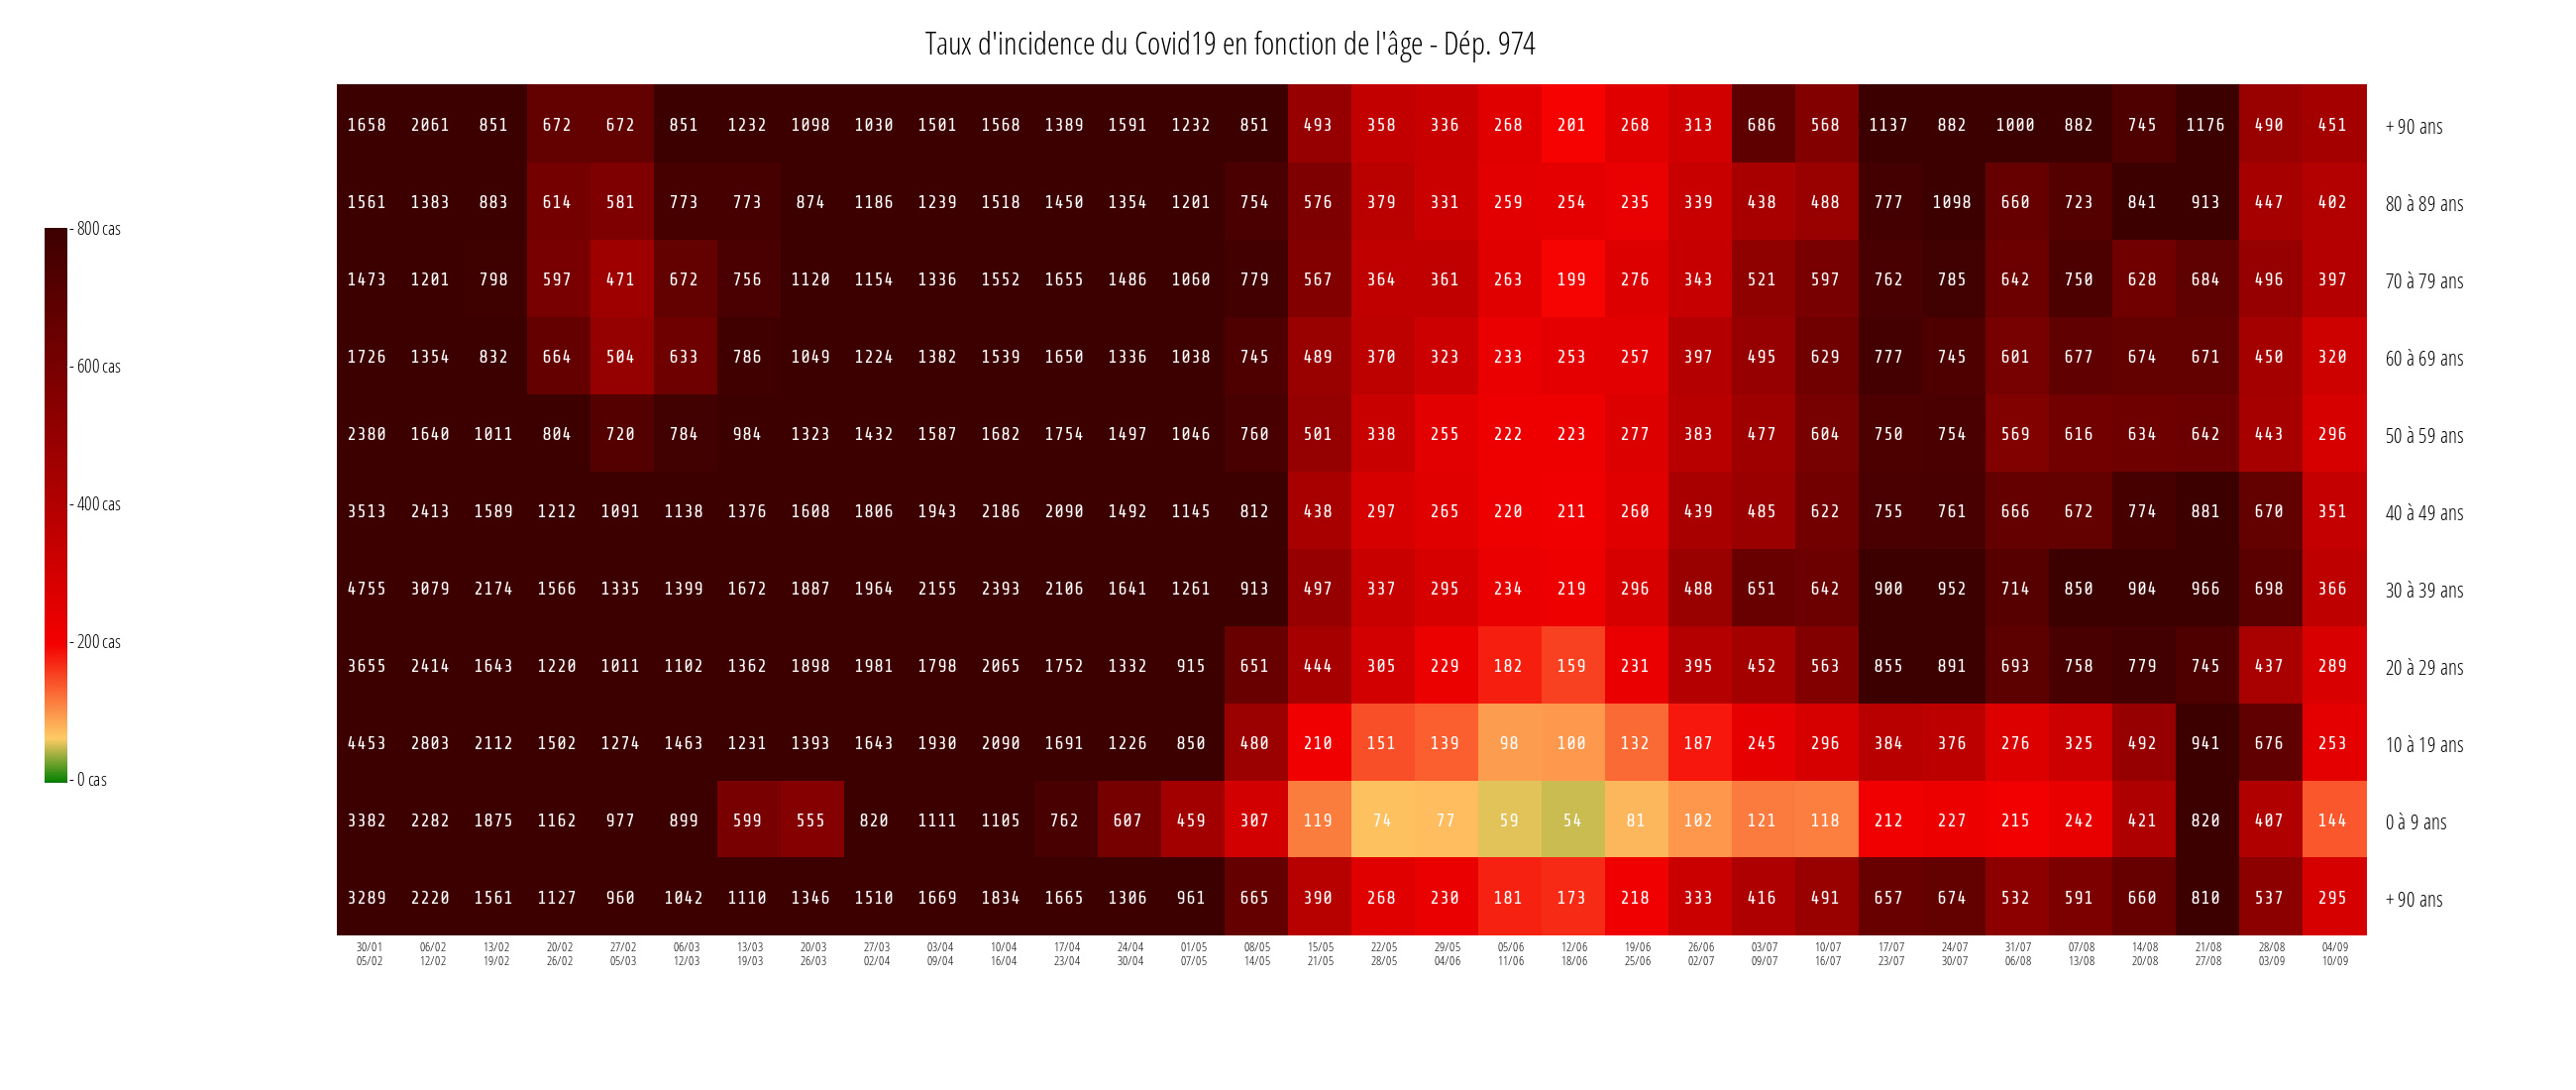 Taux d'incidence du Covid19 en fonction de l'âge - Dép. 974
- 800 cas
- 600 cas
- 400 cas
- 200 cas
- 0 cas
1658 2061 851 672 672 851 1232 1098 1030 1501 1568 1389 1591 1232 851 493 358 336 268 201 268 313 686 568 1137 882 1000 882 745 1176 490 451 + 90 ans
1561 1383 883 614 581 773 773 874 1186 1239 1518 1450 1354 1201 754 576 379 331 259 254 235 339 438 488 777 1098 660 723 841 913 447 402 80 à 89 ans
1473 1201 798 597 471 672 756 1120 1154 1336 1552 1655 1486 1060 779 567 364 361 263 199 276 343 521 597 762 785 642 750 628 684 496 397 70 à 79 ans
1726 1354 832 664 504 633 786 1049 1224 1382 1539 1650 1336 1038 745 489 370 323 233 253 257 397 495 629 777 745 601 677 674 671 450 320 60 à 69 ans
2380 1640 1011 804 720 784 984 1323 1432 1587 1682 1754 1497 1046 760 501 338 255 222 223 277 383 477 604 750 754 569 616 634 642 443 296 50 à 59 ans
3513 2413 1589 1212 1091 1138 1376 1608 1806 1943 2186 2090 1492 1145 812 438 297 265 220 211 260 439 485 622 755 761 666 672 774 881 670 351 40 à 49 ans
4755 3079 2174 1566 1335 1399 1672 1887 1964 2155 2393 2106 1641 1261 913 497 337 295 234 219 296 488 651 642 900 952 714 850 904 966 698 366 30 à 39 ans
3655 2414 1643 1220 1011 1102 1362 1898 1981 1798 2065 1752 1332 915 651 444 305 229 182 159 231 395 452 563 855 891 693 758 779 745 437 289 20 à 29 ans
4453 2803 2112 1502 1274 1463 1231 1393 1643 1930 2090 1691 1226 850 480 210 151 139 98 100 132 187 245 296 384 376 276 325 492 941 676 253 10 à 19 ans
3382 2282 1875 1162 977 899 599 555 820 1111 1105 762 607 459 307 119 74 77 59 54 81 102 121 118 212 227 215 242 421 820 407 144 0 à 9 ans
3289 2220 1561 1127 960 1042 1110 1346 1510 1669 1834 1665 1306 961 665 390 268 230 181 173 218 333 416 491 657 674 532 591 660 810 537 295 + 90 ans
30/01 06/02 13/02 20/02 27/02 06/03 13/03 20/03 27/03 03/04 10/04 17/04 24/04 01/05 08/05 15/05 22/05 29/05 05/06 12/06 19/06 26/06 03/07 10/07 17/07 24/07 31/07 07/08 14/08 21/08 28/08 04/09
05/02 12/02 19/02 26/02 05/03 12/03 19/03 26/03 02/04 09/04 16/04 23/04 30/04 07/05 14/05 21/05 28/05 04/06 11/06 18/06 25/06 02/07 09/07 16/07 23/07 30/07 06/08 13/08 20/08 27/08 03/09 10/09